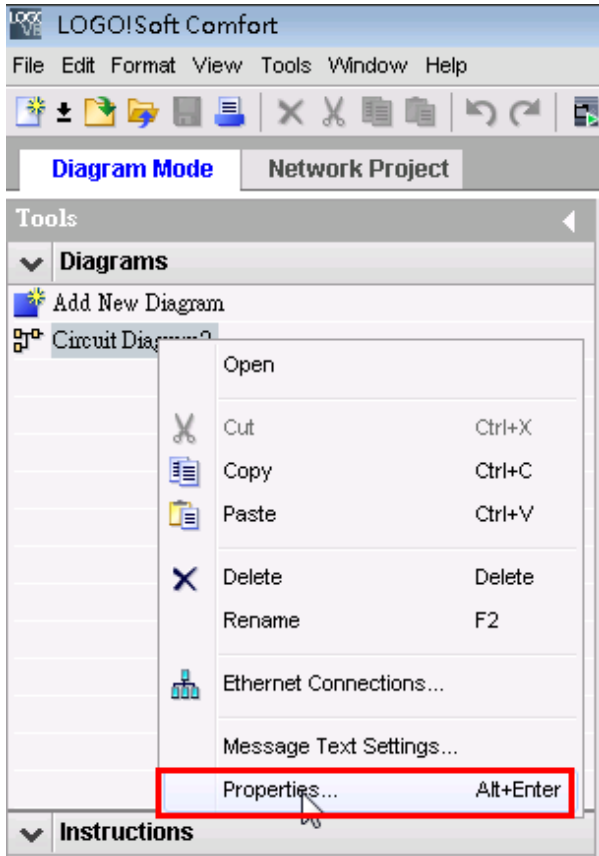 LOGO!Soft Comfort
File Edit Format View Tools Window Help
Diagram Mode Network Project
Tools
Diagrams
Add New Diagram
Circuit
Open
Cut Ctrl+X
Copy Ctrl+C
Paste Ctrl+V
Delete Delete
Rename F2
Ethernet Connections...
Message Text Settings...
Properties... Alt+Enter
Instructions